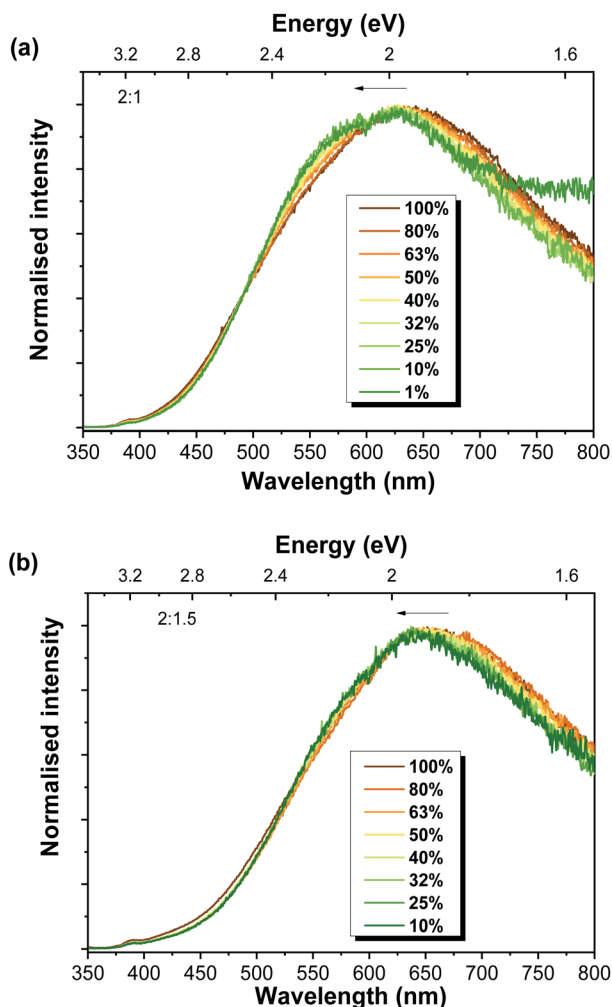 Energy (eV)
(a)
3.2 2.8 2.4 2 1.6
2:1
Normalised intensity
100%
80%
63%
50%
40%
32%
25%
10%
1%
350 400 450 500 550 600 650 700 750 800
Wavelength (nm)
Energy (eV)
(b)
3.2 2.8 2.4 2 1.6
2:1.5
Normalised intensity
100%
80%
63%
50%
40%
32%
25%
10%
350 400 450 500 550 600 650 700 750 800
Wavelength (nm)